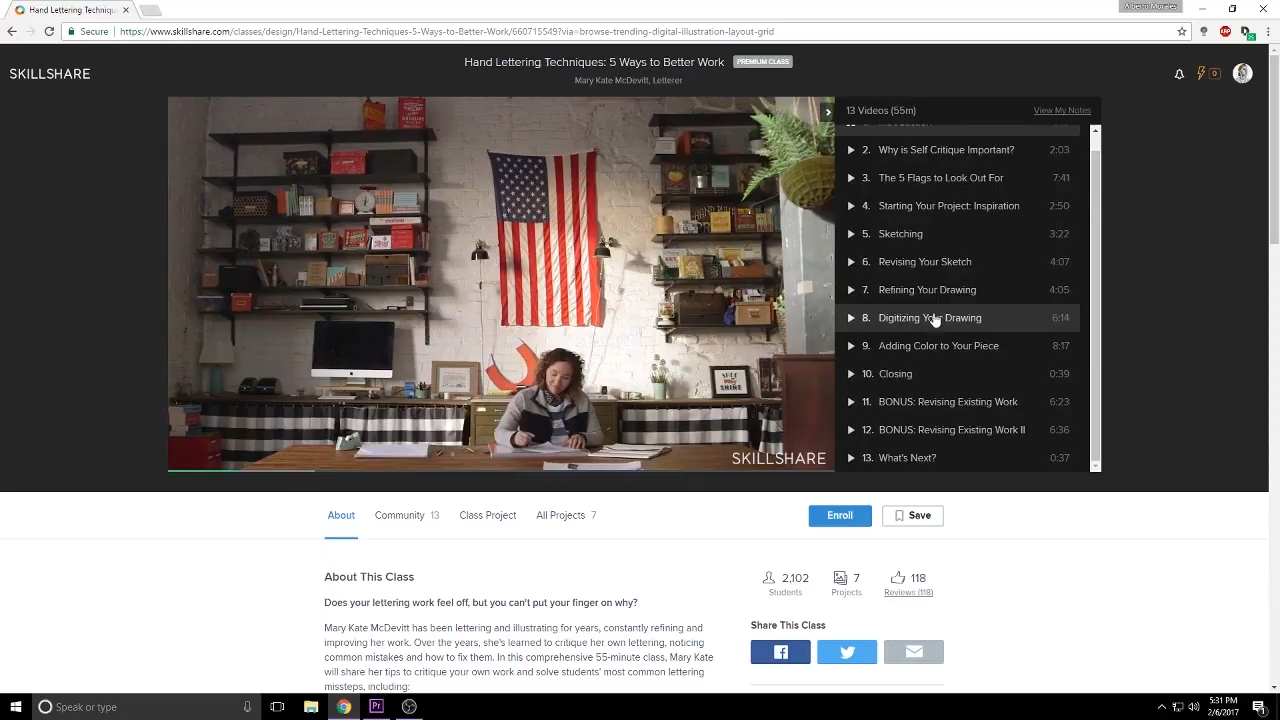 Hand Lettering Techniqu
Alberto Morales
Secure
https://www.skillshare.com/classes/design/Hand-Lettering-Techniques-5-Ways-to-Better-Work/660715549?via=browse-trending-digital-illustration-layout-grid
SKILLSHARE
Hand Lettering Techniques: 5 Ways to Better Work
PREMIUM CLASS
Mary Kate McDevitt, Letterer
0
13 Videos (55m)
View My Notes
2. Why is Self Critique Important? 2:03
3. The 5 Flags to Look Out For 7:41
4. Starting Your Project: Inspiration 2:50
5. Sketching 3:22
6. Revising Your Sketch 4:07
7. Refining Your Drawing 4:05
8. Digitizing Your Drawing 6:14
9. Adding Color to Your Piece 8:17
10. Closing 0:39
11. BONUS: Revising Existing Work 6:23
12. BONUS: Revising Existing Work II 6:36
13. What's Next? 0:37
SKILLSHARE
About
Community 13
Class Project
All Projects 7
Enroll
Save
About This Class
2,102
Students
7
Projects
118
Reviews (118)
Does your lettering work feel off, but you can't put your finger on why?
Share This Class
Mary Kate McDevitt has been lettering and illustrating for years, constantly refining and
improving her work. Over the years, she's learned to critique her own lettering, noticing
common mistakes and how to fix them. In this comprehensive 55-minute class, Mary Kate
will share her tips to critique your own work and solve students' most common lettering
missteps, including:
Speak or type
Pr
5:31 PM
2/6/2017